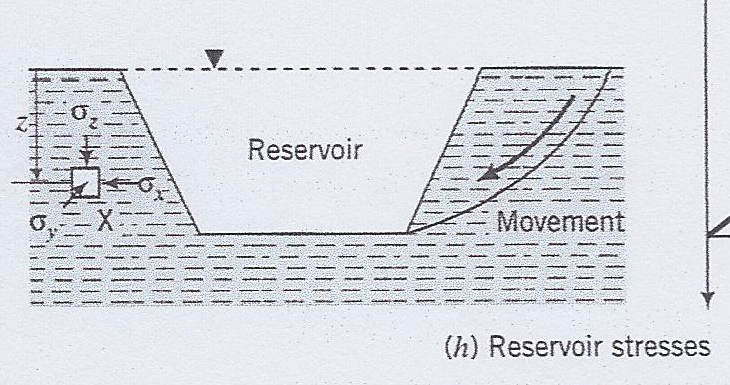 z
σz
Reservoir
σx
σy
X
Movement
(h) Reservoir stresses